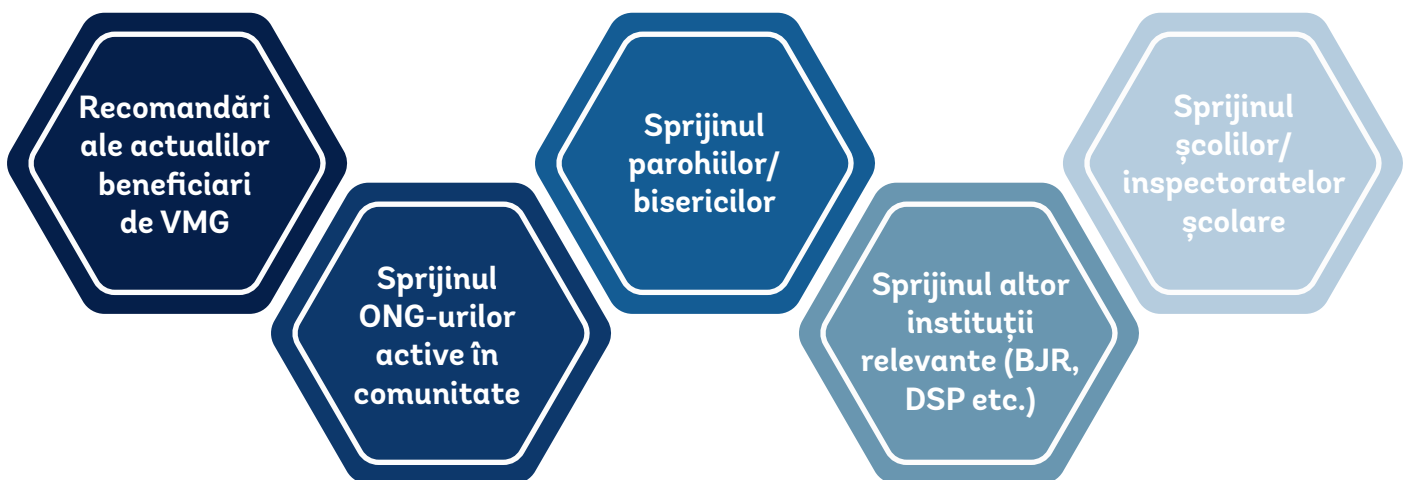 Recomandări
ale actualilor
beneficiari
de VMG
Sprijinul
ONG-urilor
active în
comunitate
Sprijinul
parohiilor/
bisericilor
Sprijinul altor
instituții
relevante (BJR,
DSP etc.)
Sprijinul
școlilor/
inspectoratelor
școlare